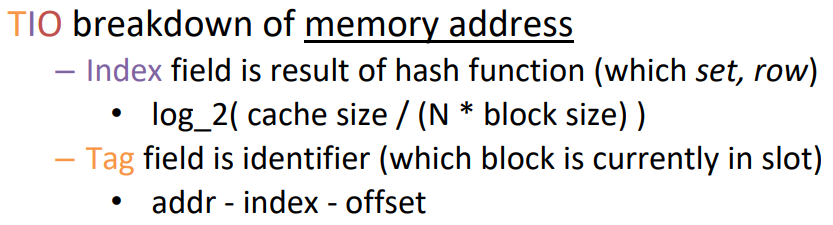 TIO breakdown of memory address
– Index field is result of hash function (which set, row)
• log_2( cache size / (N * block size) )
– Tag field is identifier (which block is currently in slot)
• addr - index - offset